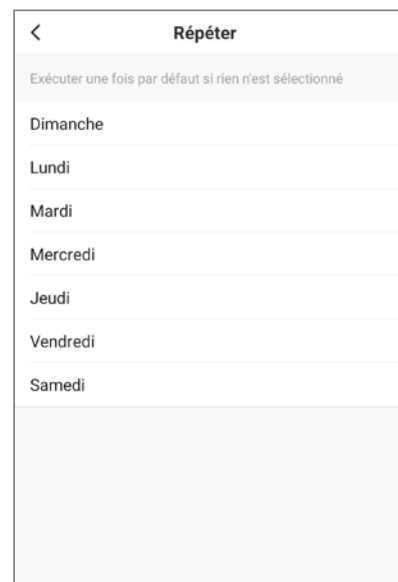 Répéter
Exécuter une fois par défaut si rien n'est sélectionné
Dimanche
Lundi
Mardi
Mercredi
Jeudi
Vendredi
Samedi